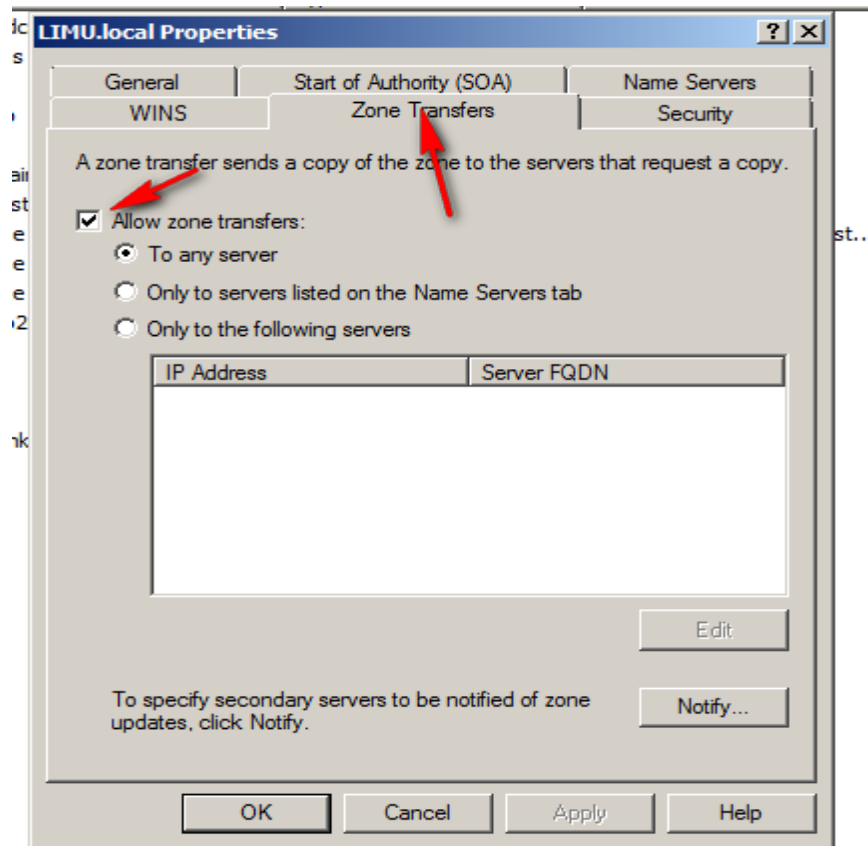 LIMU.local Properties
General
Start of Authority (SOA)
Name Servers
WINS
Zone Transfers
Security
A zone transfer sends a copy of the zone to the servers that request a copy.
Allow zone transfers:
To any server
Only to servers listed on the Name Servers tab
Only to the following servers
IP Address
Server FQDN
Edit
To specify secondary servers to be notified of zone
updates, click Notify.
Notify...
OK
Cancel
Apply
Help